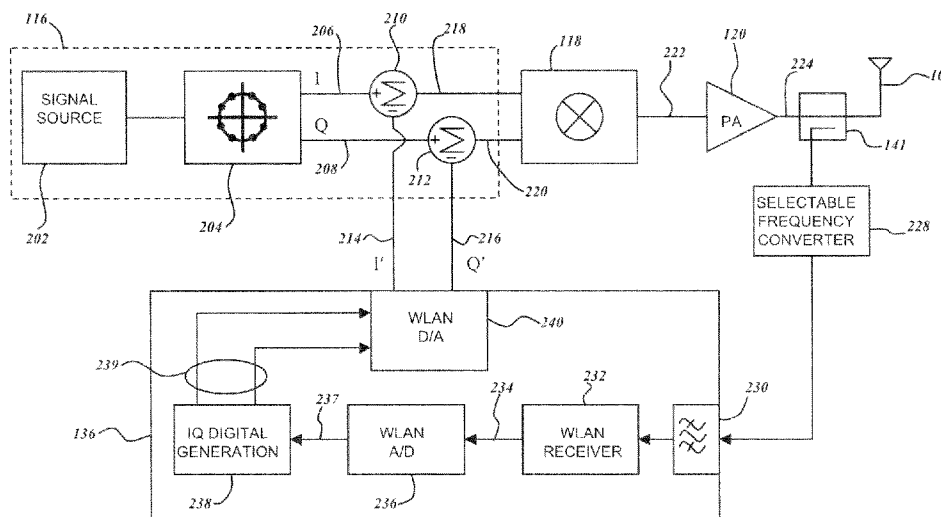 116
206
210
218
118
222
120
224
SIGNAL
SOURCE
I
Q
+
Σ
−
+
Σ
−
PA
141
202
204
208
212
220
214
216
I'
Q'
SELECTABLE
FREQUENCY
CONVERTER
228
WLAN
D/A
240
239
232
230
237
234
136
IQ DIGITAL
GENERATION
WLAN
A/D
WLAN
RECEIVER
238
236